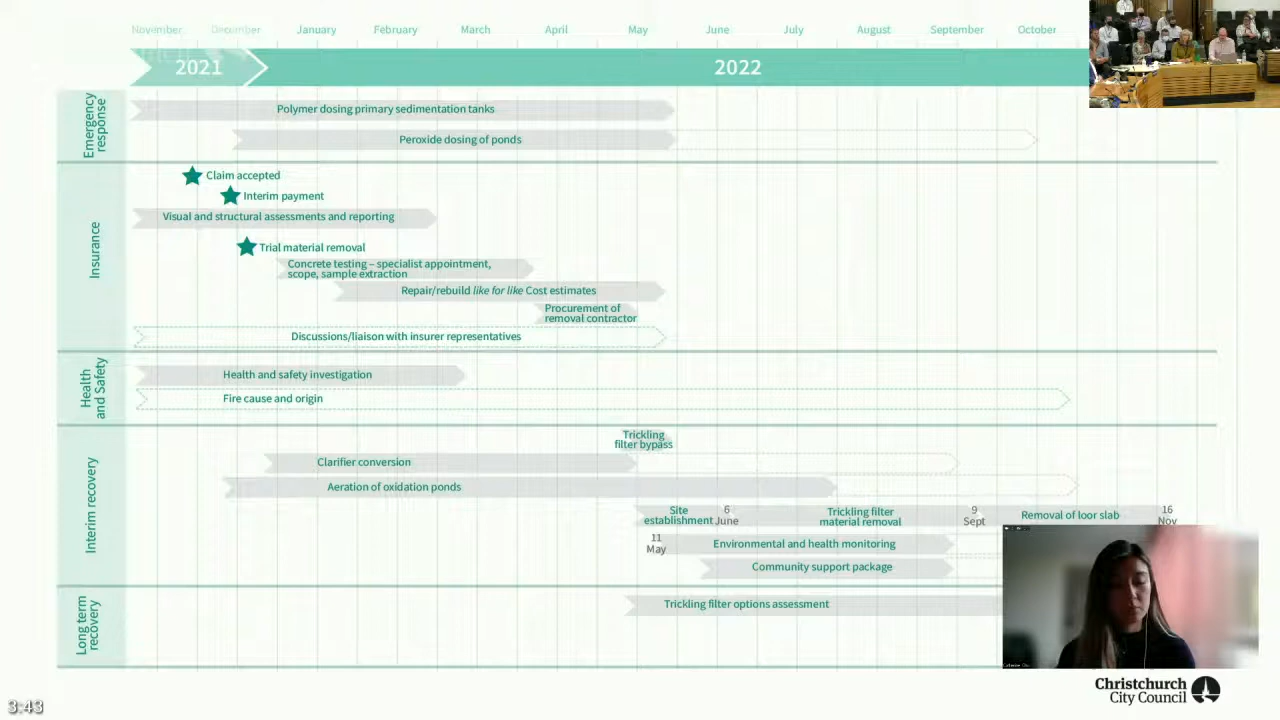 November
December
January
February
March
April
May
June
July
August
September
October
2021
2022
Emergency
response
Polymer dosing primary sedimentation tanks
Peroxide dosing of ponds
Insurance
Claim accepted
Interim payment
Visual and structural assessments and reporting
Trial material removal
Concrete testing – specialist appointment,
scope, sample extraction
Repair/rebuild like for like Cost estimates
Procurement of
removal contractor
Discussions/liaison with insurer representatives
Health
and Safety
Health and safety investigation
Fire cause and origin
Interim recovery
Trickling
filter bypass
Clarifier conversion
Aeration of oxidation ponds
Site
establishment
6
June
Trickling filter
material removal
9
Sept
Removal of loor slab
16
Nov
11
May
Environmental and health monitoring
Community support package
Long term
recovery
Trickling filter options assessment
Christchurch
City Council
3:43